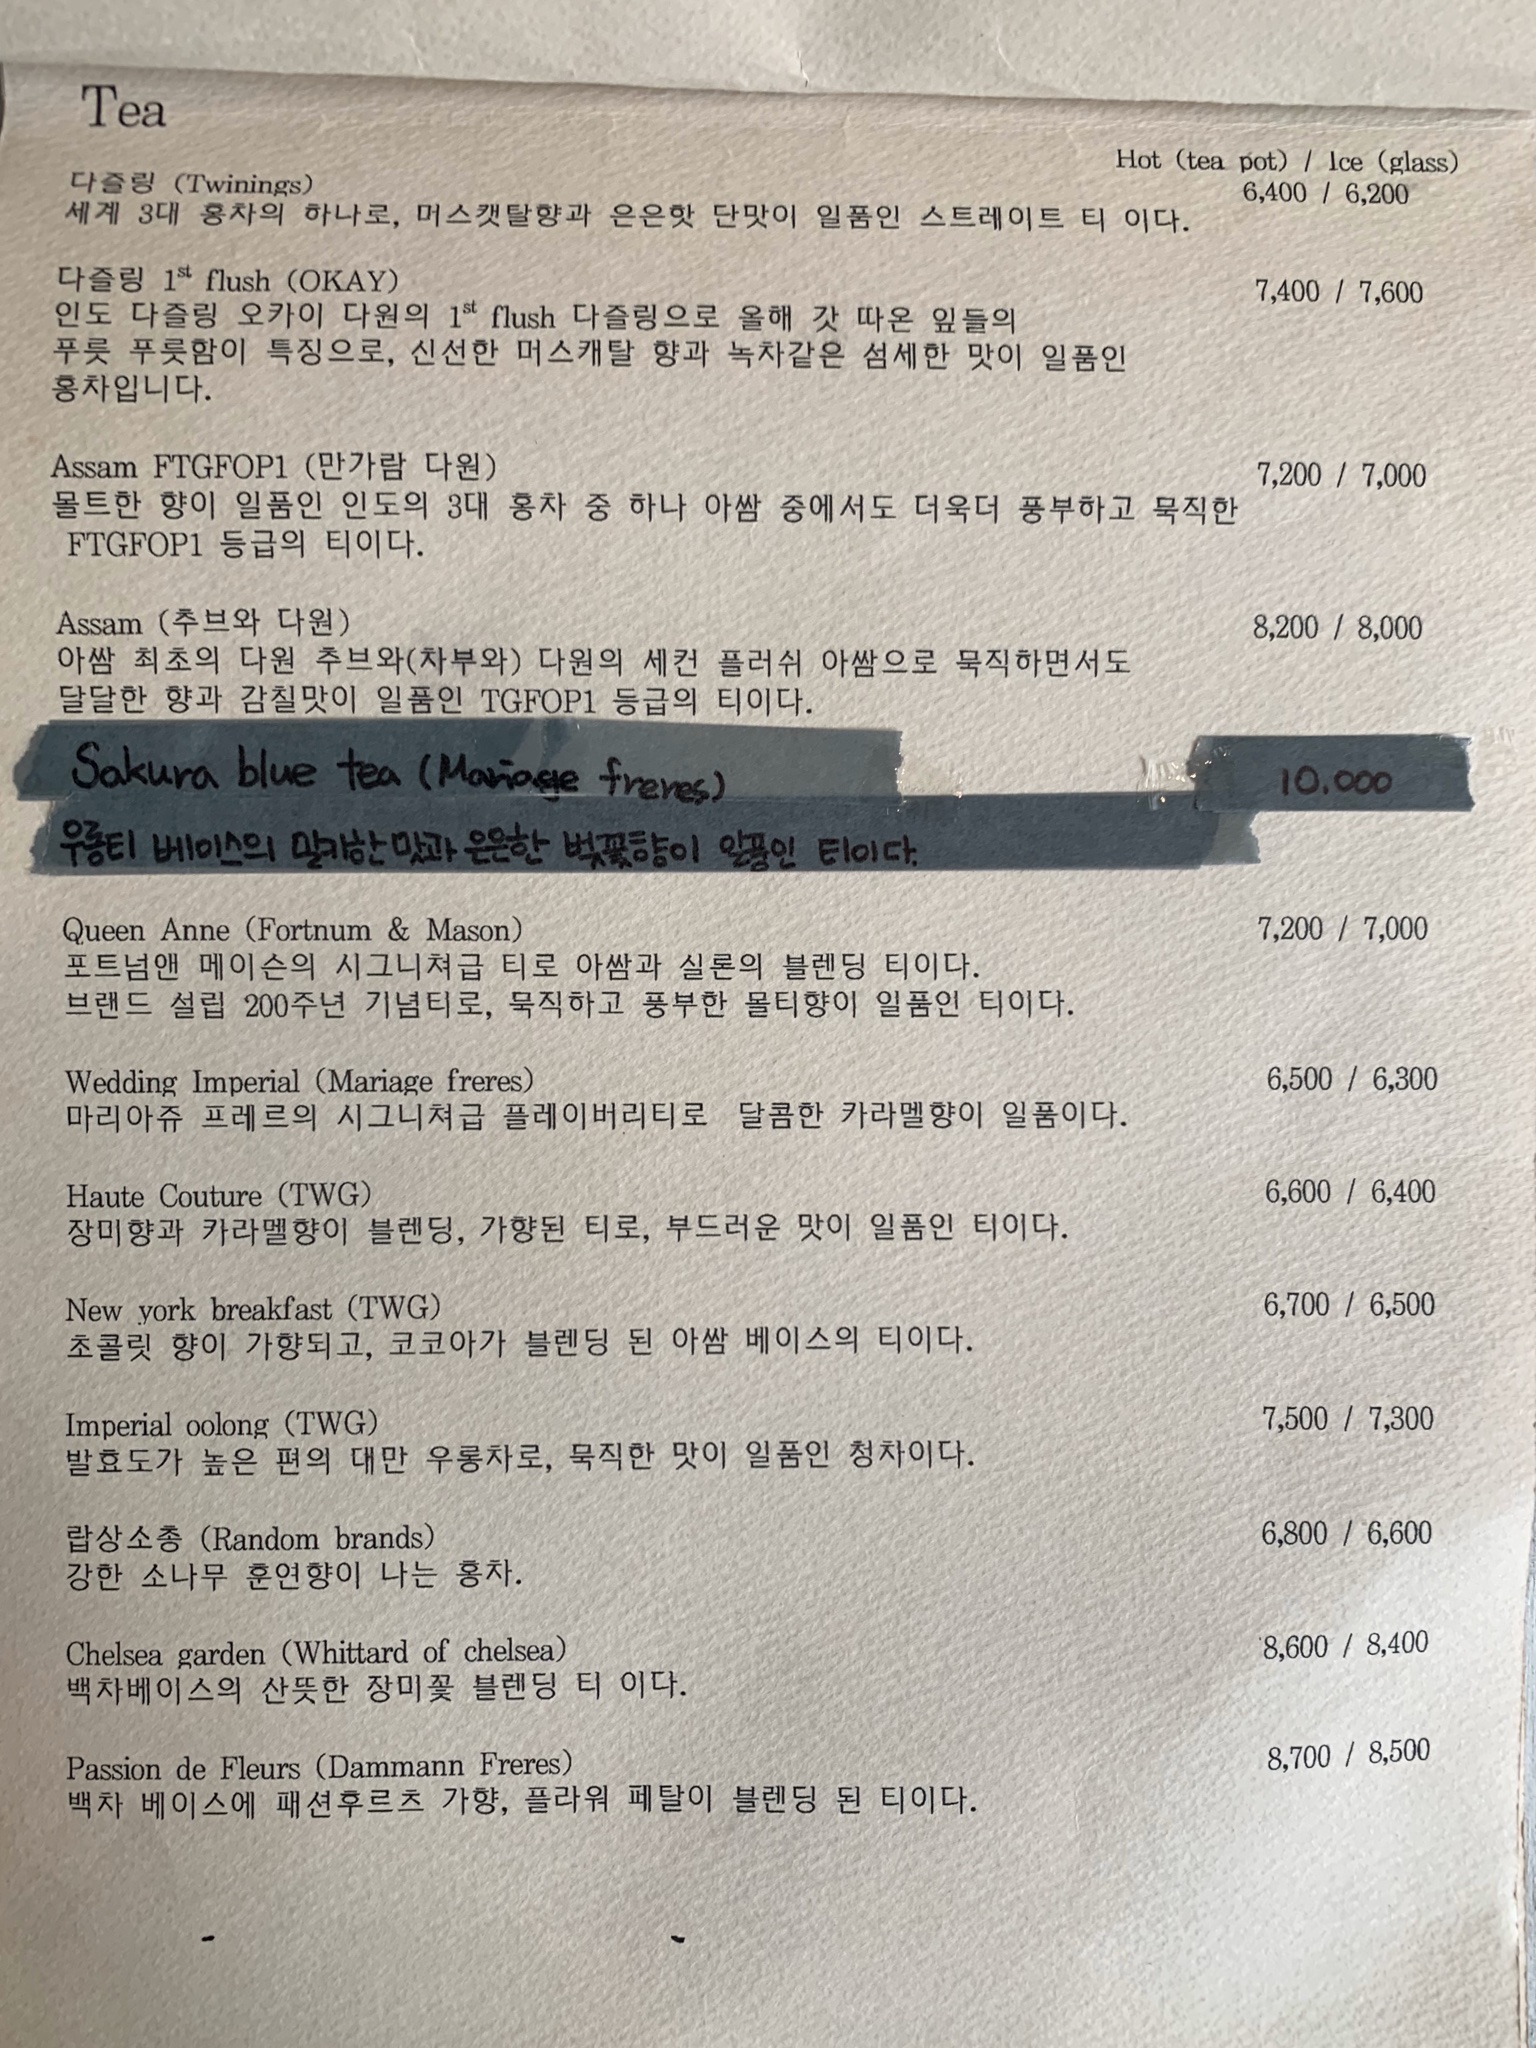 Tea
Hot (tea pot) / Ice (glass)
다즐링 (Twinings) 6,400 / 6,200
세계 3대 홍차의 하나로, 머스캣탈향과 은은핫 단맛이 일품인 스트레이트 티 이다.
다즐링 1st flush (OKAY) 7,400 / 7,600
인도 다즐링 오카이 다원의 1st flush 다즐링으로 올해 갓 따온 잎들의
푸릇 푸릇함이 특징으로, 신선한 머스캐탈 향과 녹차같은 섬세한 맛이 일품인
홍차입니다.
Assam FTGFOP1 (만가람 다원) 7,200 / 7,000
몰트한 향이 일품인 인도의 3대 홍차 중 하나 아쌈 중에서도 더욱더 풍부하고 묵직한
FTGFOP1 등급의 티이다.
Assam (추브와 다원) 8,200 / 8,000
아쌈 최초의 다원 추브와(차부와) 다원의 세컨 플러쉬 아쌈으로 묵직하면서도
달달한 향과 감칠맛이 일품인 TGFOP1 등급의 티이다.
Sakura blue tea (Mariage freres) 10.000
우롱티 베이스의 말키한 맛과 은은한 벚꽃향이 일품인 티이다.
Queen Anne (Fortnum & Mason) 7,200 / 7,000
포트넘앤 메이슨의 시그니쳐급 티로 아쌈과 실론의 블렌딩 티이다.
브랜드 설립 200주년 기념티로, 묵직하고 풍부한 몰티향이 일품인 티이다.
Wedding Imperial (Mariage freres) 6,500 / 6,300
마리아쥬 프레르의 시그니쳐급 플레이버리티로 달콤한 카라멜향이 일품이다.
Haute Couture (TWG) 6,600 / 6,400
장미향과 카라멜향이 블렌딩, 가향된 티로, 부드러운 맛이 일품인 티이다.
New york breakfast (TWG) 6,700 / 6,500
초콜릿 향이 가향되고, 코코아가 블렌딩 된 아쌈 베이스의 티이다.
Imperial oolong (TWG) 7,500 / 7,300
발효도가 높은 편의 대만 우롱차로, 묵직한 맛이 일품인 청차이다.
랍상소총 (Random brands) 6,800 / 6,600
강한 소나무 훈연향이 나는 홍차.
Chelsea garden (Whittard of chelsea) 8,600 / 8,400
백차베이스의 산뜻한 장미꽃 블렌딩 티 이다.
Passion de Fleurs (Dammann Freres) 8,700 / 8,500
백차 베이스에 패션후르츠 가향, 플라워 페탈이 블렌딩 된 티이다.